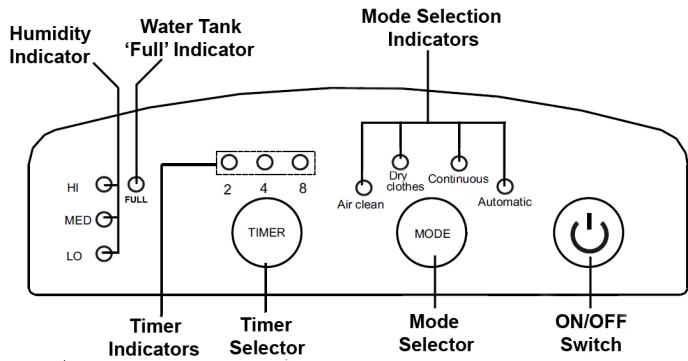 Humidity
Indicator
Water Tank
‘Full’ Indicator
Mode Selection
Indicators
HI
MED
LO
FULL
2 4 8
TIMER
Air clean
Dry
clothes
Continuous
Automatic
MODE
Timer
Indicators
Timer
Selector
Mode
Selector
ON/OFF
Switch